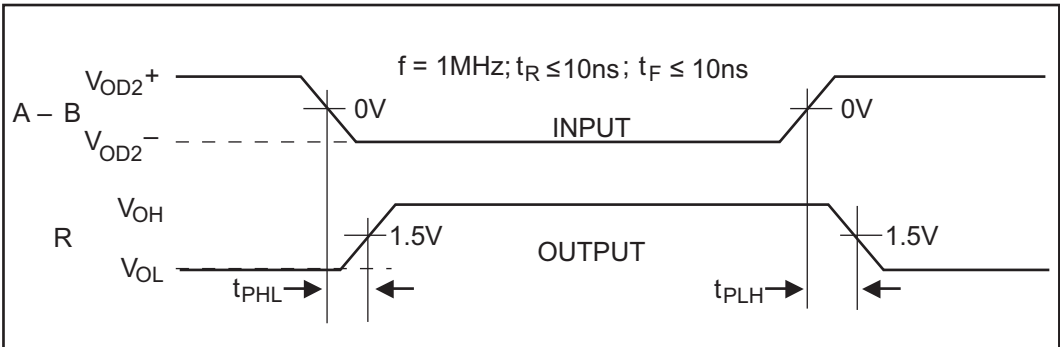 f = 1MHz; tR ≤10ns; tF ≤ 10ns
VOD2+
A – B
0V
0V
VOD2–
INPUT
VOH
R
1.5V
1.5V
OUTPUT
VOL
tPHL
tPLH